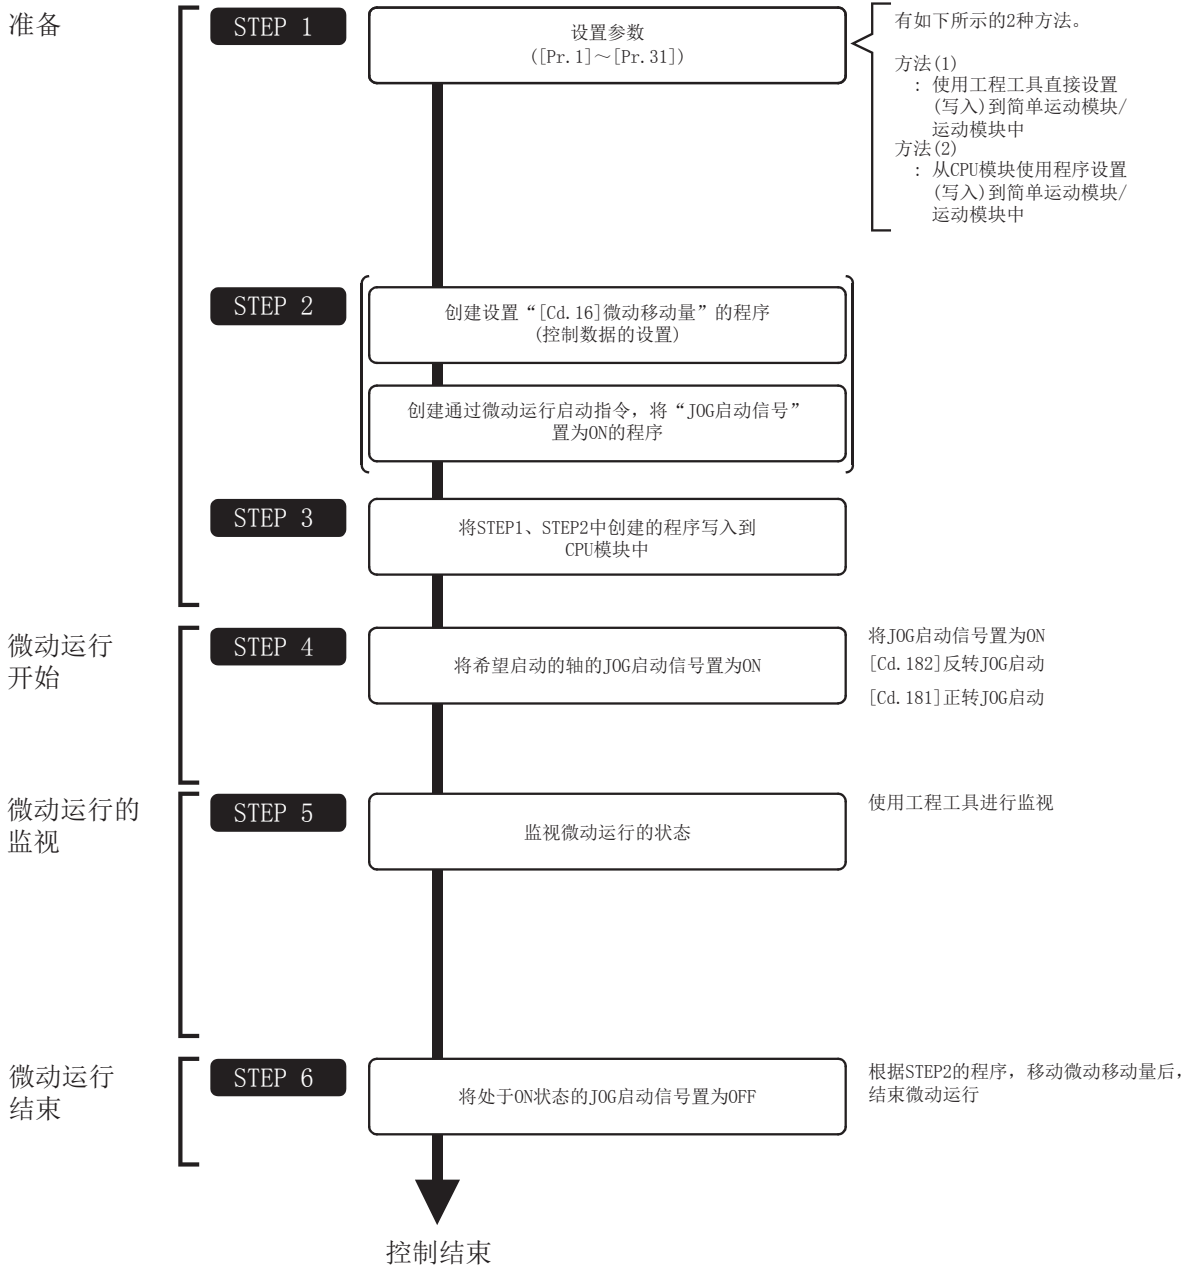 准备
STEP 1
设置参数
([Pr.1]～[Pr.31])
有如下所示的2种方法。
方法(1)
: 使用工程工具直接设置
(写入)到简单运动模块/
运动模块中
方法(2)
: 从CPU模块使用程序设置
(写入)到简单运动模块/
运动模块中
STEP 2
创建设置“[Cd.16]微动移动量”的程序
(控制数据的设置)
创建通过微动运行启动指令，将“JOG启动信号”
置为ON的程序
STEP 3
将STEP1、STEP2中创建的程序写入到
CPU模块中
微动运行
开始
STEP 4
将希望启动的轴的JOG启动信号置为ON
将JOG启动信号置为ON
[Cd.182]反转JOG启动
[Cd.181]正转JOG启动
微动运行的
监视
STEP 5
监视微动运行的状态
使用工程工具进行监视
微动运行
结束
STEP 6
将处于ON状态的JOG启动信号置为OFF
根据STEP2的程序，移动微动移动量后，
结束微动运行
控制结束